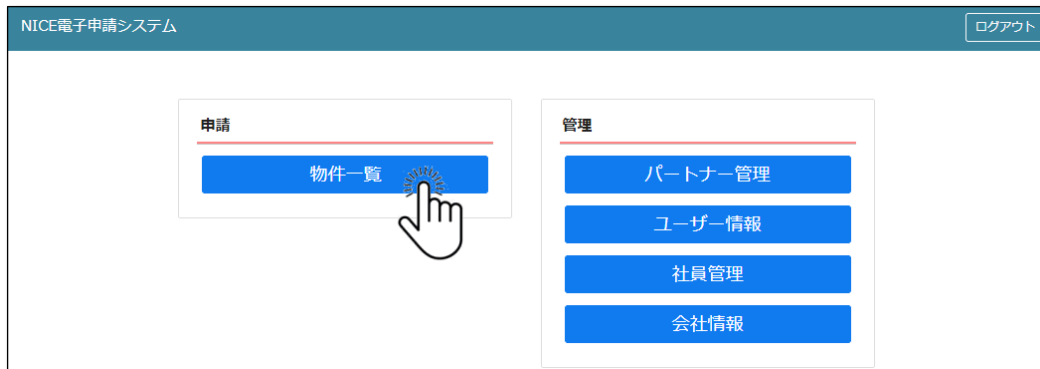 NICE電子申請システム
ログアウト
申請
物件一覧
管理
パートナー管理
ユーザー情報
社員管理
会社情報